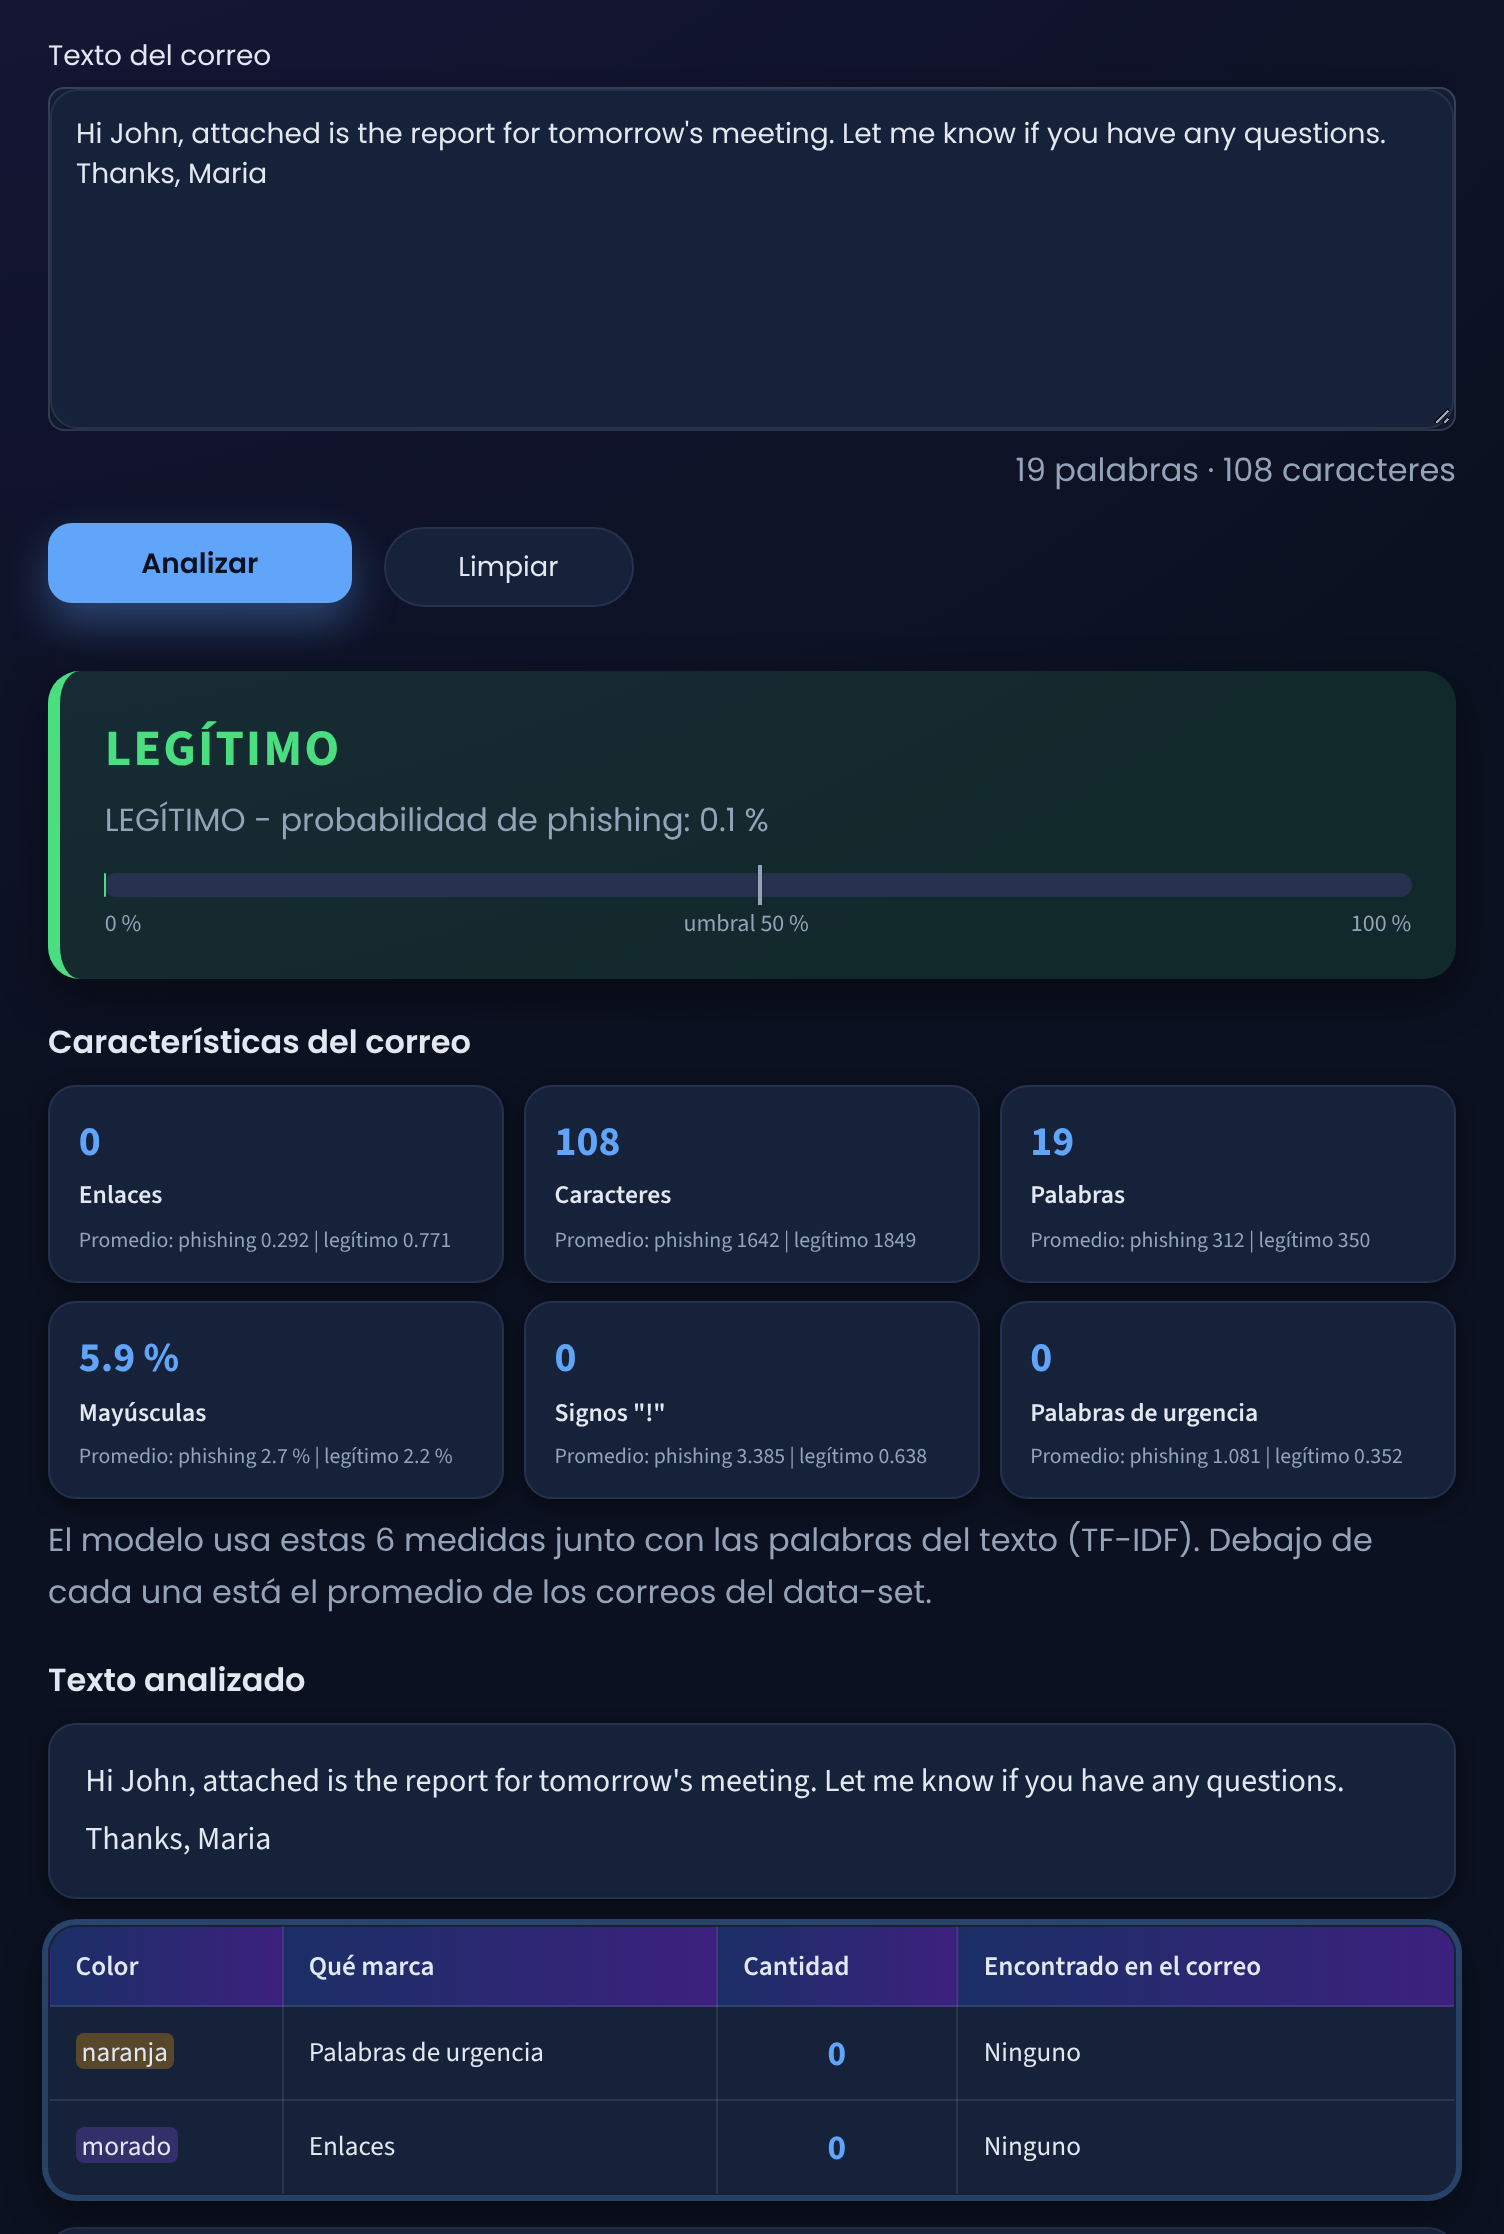 Texto del correo
Hi John, attached is the report for tomorrow's meeting. Let me know if you have any questions.
Thanks, Maria
19 palabras · 108 caracteres
Analizar
Limpiar
LEGÍTIMO
LEGÍTIMO - probabilidad de phishing: 0.1 %
0 %
umbral 50 %
100 %
Características del correo
0
Enlaces
Promedio: phishing 0.292 | legítimo 0.771
108
Caracteres
Promedio: phishing 1642 | legítimo 1849
19
Palabras
Promedio: phishing 312 | legítimo 350
5.9 %
Mayúsculas
Promedio: phishing 2.7 % | legítimo 2.2 %
0
Signos "!"
Promedio: phishing 3.385 | legítimo 0.638
0
Palabras de urgencia
Promedio: phishing 1.081 | legítimo 0.352
El modelo usa estas 6 medidas junto con las palabras del texto (TF-IDF). Debajo de
cada una está el promedio de los correos del data-set.
Texto analizado
Hi John, attached is the report for tomorrow's meeting. Let me know if you have any questions.
Thanks, Maria
Color
Qué marca
Cantidad
Encontrado en el correo
naranja
Palabras de urgencia
0
Ninguno
morado
Enlaces
0
Ninguno